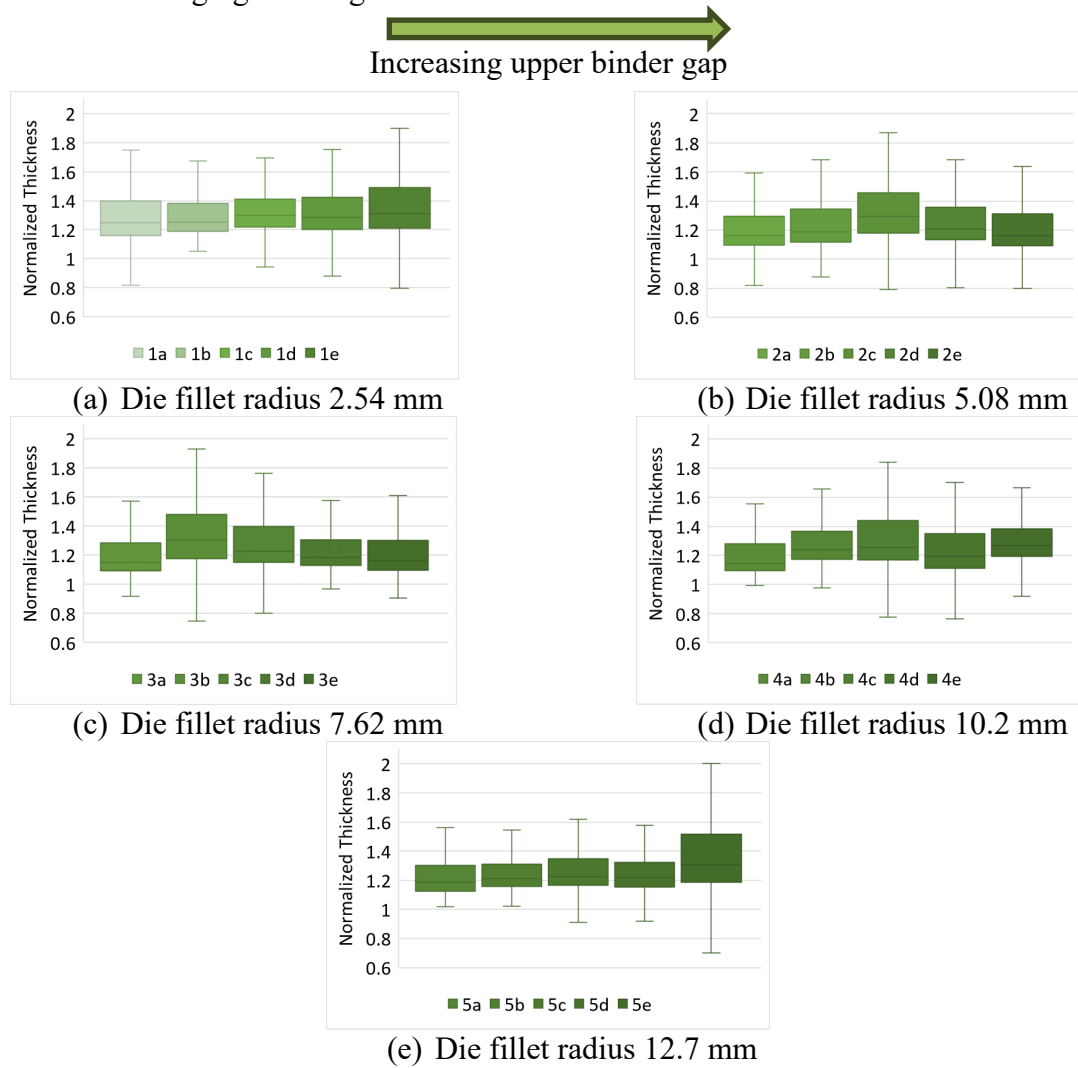 Increasing upper binder gap
Normalized Thickness
2
1.8
1.6
1.4
1.2
1
0.8
0.6
1a 1b 1c 1d 1e
(a) Die fillet radius 2.54 mm
Normalized Thickness
2
1.8
1.6
1.4
1.2
1
0.8
0.6
2a 2b 2c 2d 2e
(b) Die fillet radius 5.08 mm
Normalized Thickness
2
1.8
1.6
1.4
1.2
1
0.8
0.6
3a 3b 3c 3d 3e
(c) Die fillet radius 7.62 mm
Normalized Thickness
2
1.8
1.6
1.4
1.2
1
0.8
0.6
4a 4b 4c 4d 4e
(d) Die fillet radius 10.2 mm
Normalized Thickness
2
1.8
1.6
1.4
1.2
1
0.8
0.6
5a 5b 5c 5d 5e
(e) Die fillet radius 12.7 mm